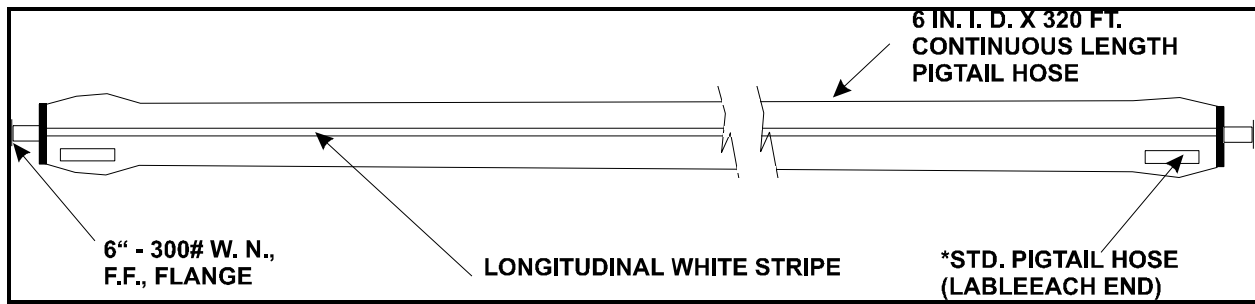 6 IN. I. D. X 320 FT.
CONTINUOUS LENGTH
PIGTAIL HOSE
6“ - 300# W. N.,
F.F., FLANGE
LONGITUDINAL WHITE STRIPE
*STD. PIGTAIL HOSE
(LABLEEACH END)